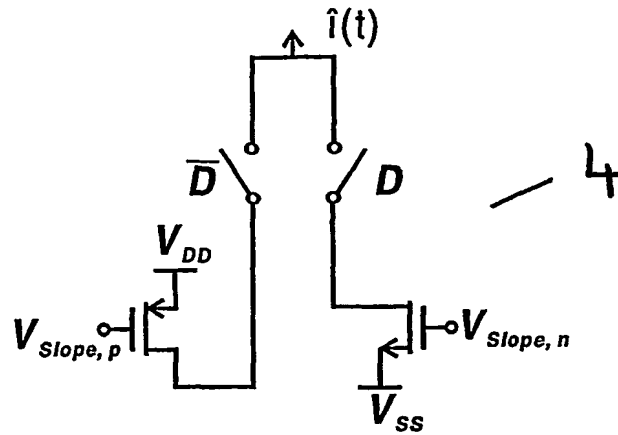 î(t)
D̅
D
4
V_DD
V_Slope, p
V_Slope, n
V_SS